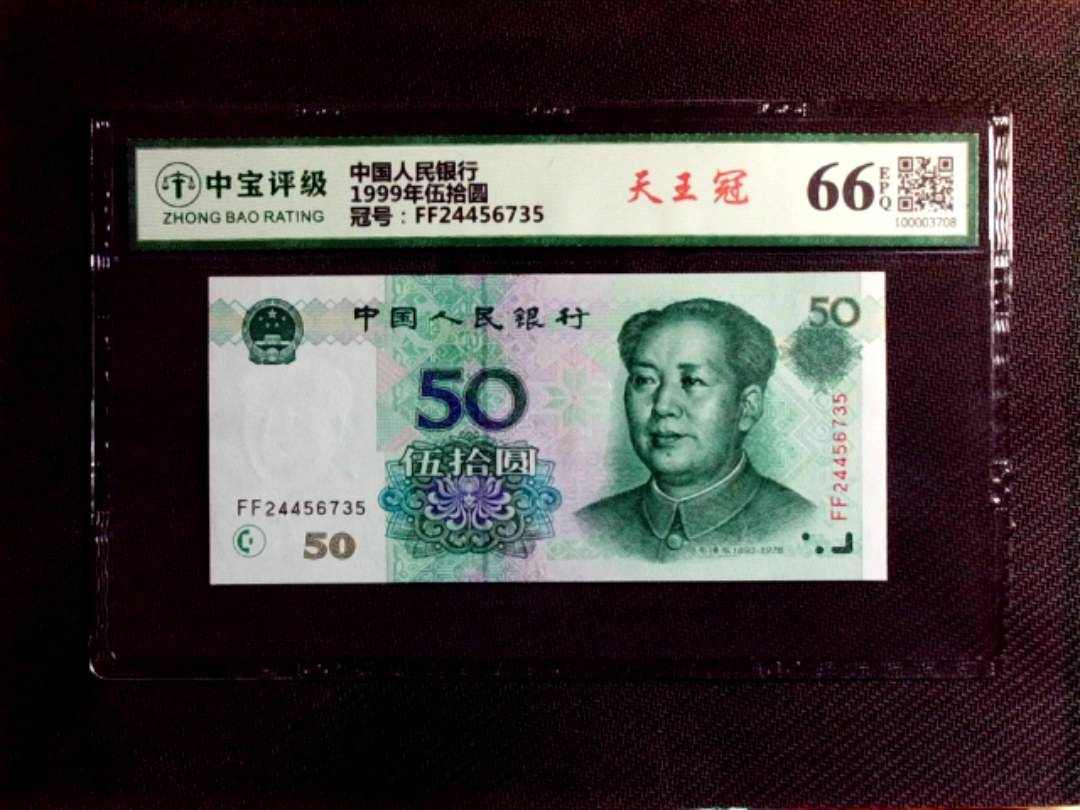 中宝评级
ZHONG BAO RATING
中国人民银行
1999年伍拾圆
冠号：FF24456735
天王冠
66
EPQ
100003708
中国人民银行
50
50
伍拾圆
FF24456735
FF24456735
50